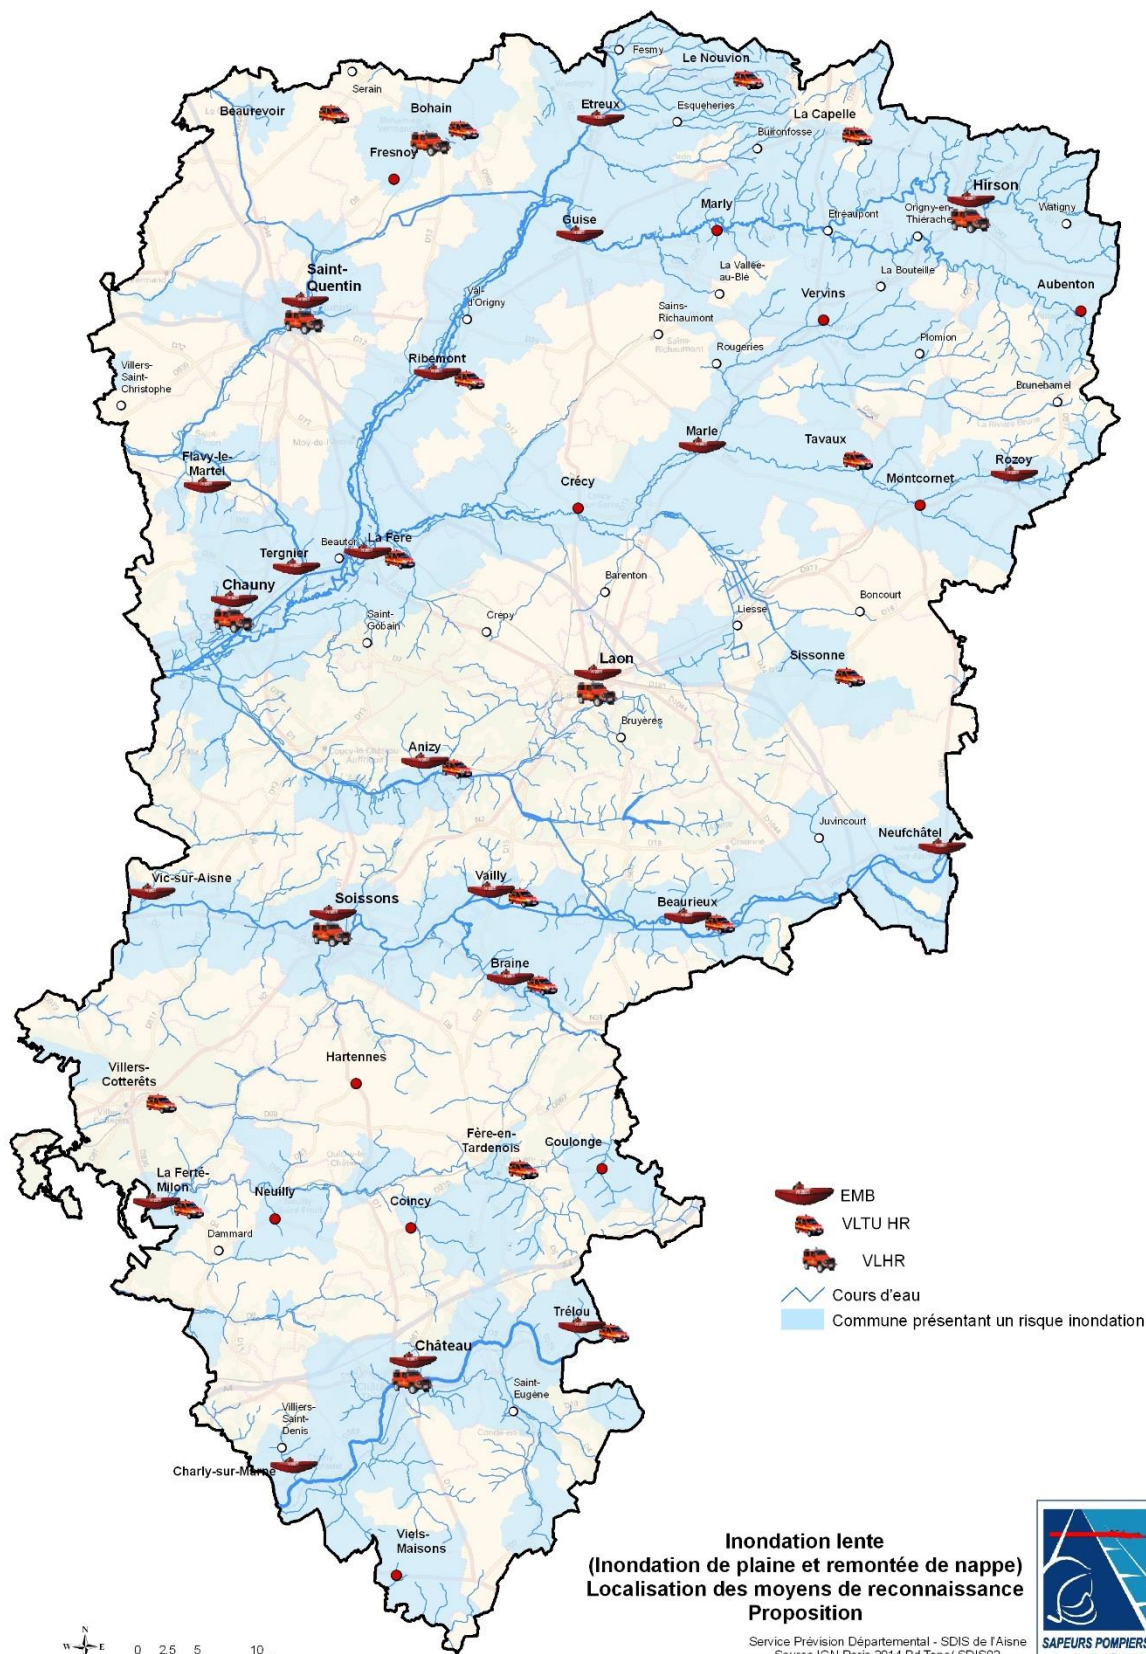 Fesmy
Le Nouvion
Serain
Beaurevoir
Bohain
Etreux
Esqueheries
La Capelle
Buironfosse
Fresnoy
Hirson
Marly
Etréaupont
Origny-en-
Thiérache
Watigny
Guise
Saint-
Quentin
La Vallée-
au-Blé
La Bouteille
Aubenton
Val-
d'Origny
Sains-
Richaumont
Vervins
Plomion
Rougeries
Ribemont
Villers-
Saint-
Christophe
Brunehamel
Marle
Tavaux
Flavy-le-
Martel
Rozoy
Montcornet
Crécy
Tergnier
Beautor
La Fère
Chauny
Barenton
Boncourt
Saint-
Gobain
Crépy
Liesse
Laon
Sissonne
Bruyères
Anizy
Juvincourt
Neufchâtel
Vic-sur-Aisne
Soissons
Vailly
Beaurieux
Braine
Hartennes
Villers-
Cotterêts
Fère-en-
Tardenois
Coulonge
La Ferté-
Milon
Neuilly
Coincy
Dammard
EMB
VLTU HR
VLHR
Cours d'eau
Commune présentant un risque inondation
Trélou
Château
Saint-
Eugène
Villiers-
Saint-
Denis
Charly-sur-Marne
Viels-
Maisons
Inondation lente
(Inondation de plaine et remontée de nappe)
Localisation des moyens de reconnaissance
Proposition
Service Prévision Départemental - SDIS de l'Aisne
SAPEURS POMPIERS
N
W E
0 2.5 5 10